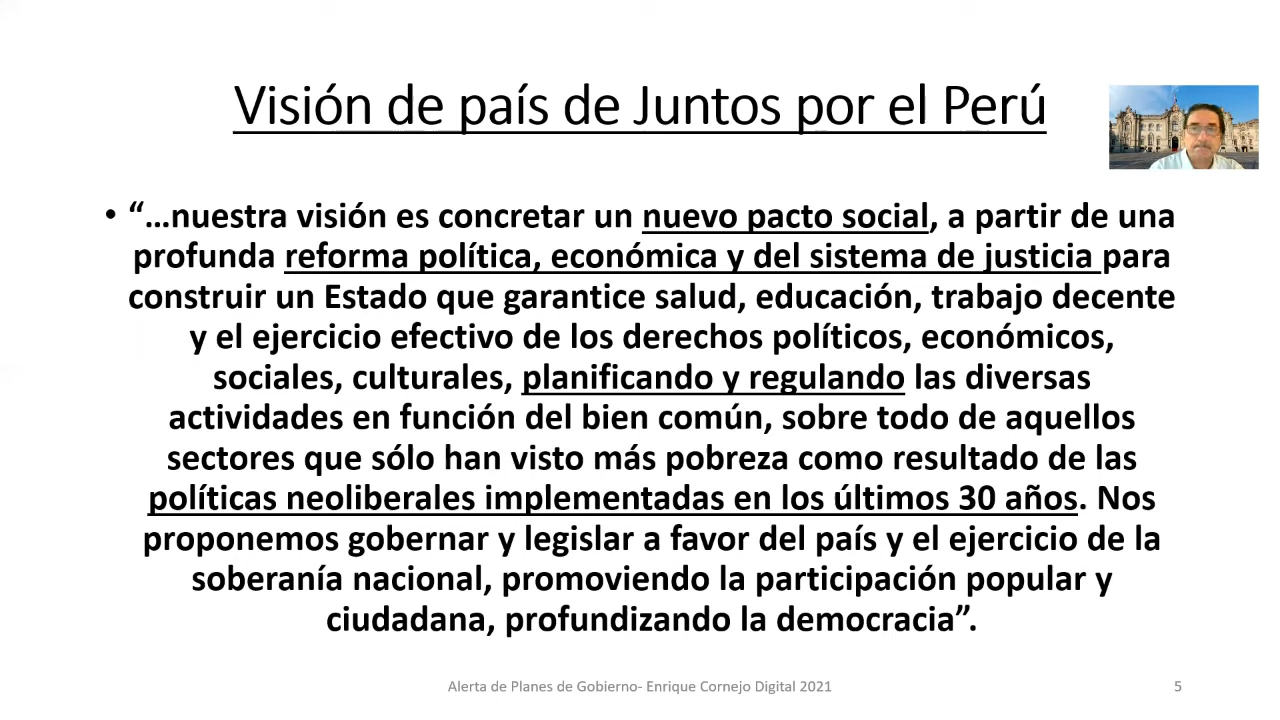 Visión de país de Juntos por el Perú
• “…nuestra visión es concretar un nuevo pacto social, a partir de una
profunda reforma política, económica y del sistema de justicia para
construir un Estado que garantice salud, educación, trabajo decente
y el ejercicio efectivo de los derechos políticos, económicos,
sociales, culturales, planificando y regulando las diversas
actividades en función del bien común, sobre todo de aquellos
sectores que sólo han visto más pobreza como resultado de las
políticas neoliberales implementadas en los últimos 30 años. Nos
proponemos gobernar y legislar a favor del país y el ejercicio de la
soberanía nacional, promoviendo la participación popular y
ciudadana, profundizando la democracia”.
Alerta de Planes de Gobierno- Enrique Cornejo Digital 2021
5